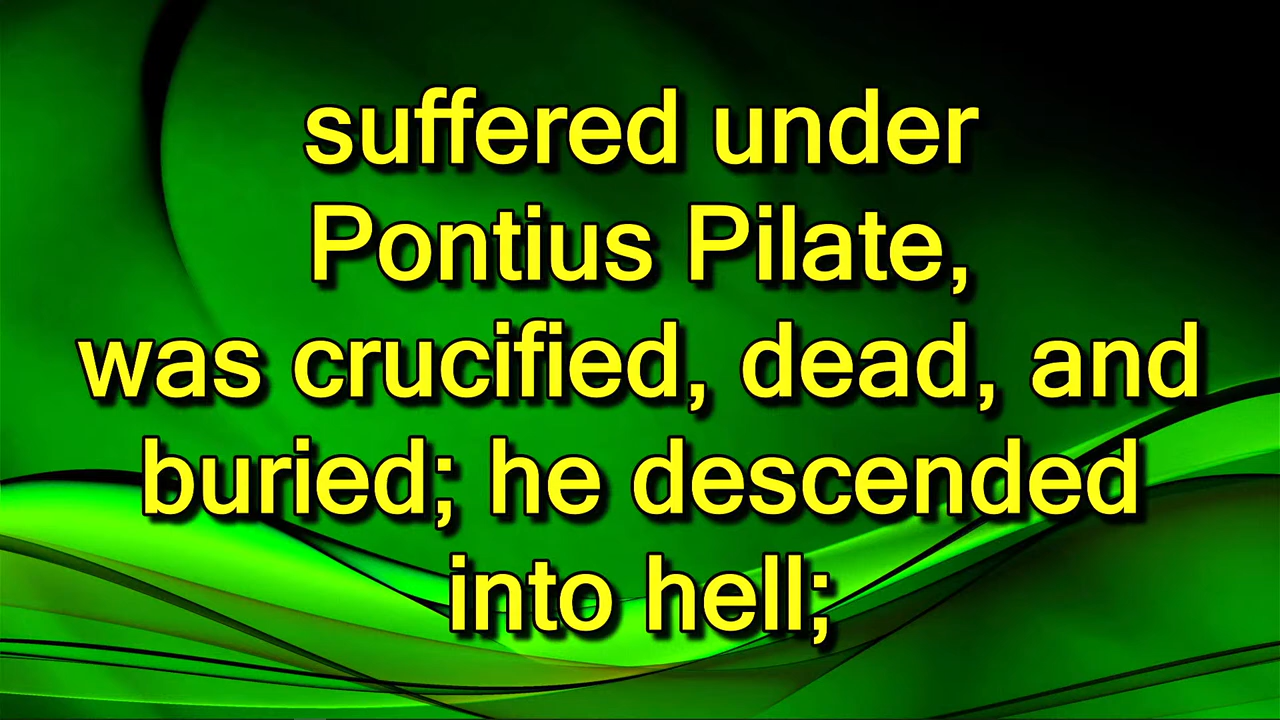 suffered under
Pontius Pilate,
was crucified, dead, and
buried; he descended
into hell;